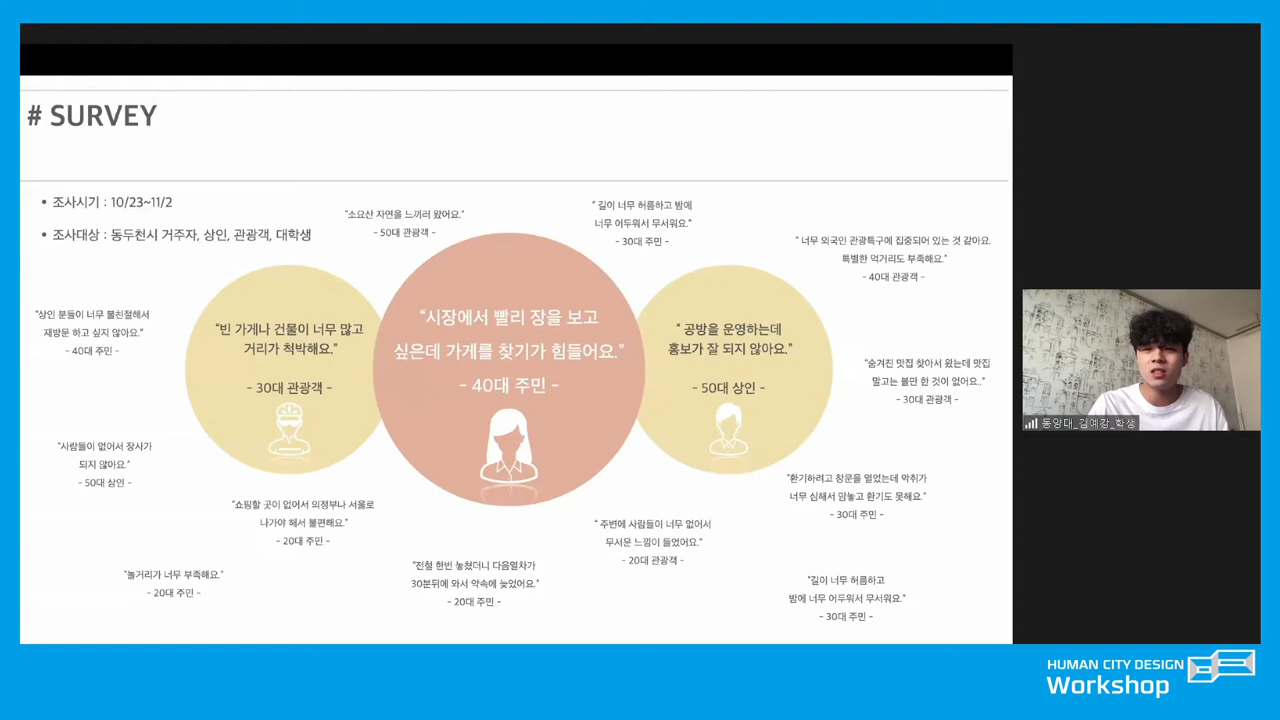 # SURVEY
• 조사시기 : 10/23~11/2
• 조사대상 : 동두천시 거주자, 상인, 관광객, 대학생
"소요산 자연을 느끼러 왔어요."
- 50대 관광객 -
" 길이 너무 허름하고 밤에
너무 어두워서 무서워요."
- 30대 주민 -
" 너무 외국인 관광특구에 집중되어 있는 것 같아요.
특별한 먹거리도 부족해요."
- 40대 관광객 -
"상인 분들이 너무 불친절해서
재방문 하고 싶지 않아요."
- 40대 주민 -
"빈 가게나 건물이 너무 많고
거리가 척박해요."
- 30대 관광객 -
"시장에서 빨리 장을 보고
싶은데 가게를 찾기가 힘들어요."
- 40대 주민 -
" 공방을 운영하는데
홍보가 잘 되지 않아요."
- 50대 상인 -
"숨겨진 맛집 찾아서 왔는데 맛집
말고는 볼만 한 것이 없어요.."
- 30대 관광객 -
"사람들이 없어서 장사가
되지 않아요."
- 50대 상인 -
"쇼핑할 곳이 없어서 의정부나 서울로
나가야 해서 불편해요."
- 20대 주민 -
"환기하려고 창문을 열었는데 악취가
너무 심해서 맘놓고 환기도 못해요."
- 30대 주민 -
" 주변에 사람들이 너무 없어서
무서운 느낌이 들었어요."
- 20대 관광객 -
"놀거리가 너무 부족해요."
- 20대 주민 -
"전철 한번 놓쳤더니 다음열차가
30분뒤에 와서 약속에 늦었어요."
- 20대 주민 -
"길이 너무 허름하고
밤에 너무 어두워서 무서워요."
- 30대 주민 -
동양대_김예강_학생
HUMAN CITY DESIGN
Workshop